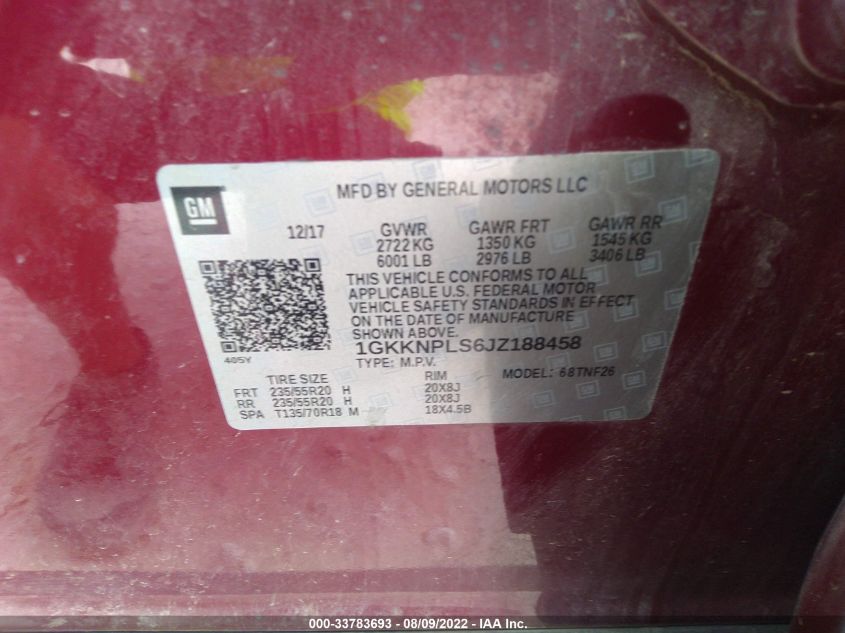 GM
MFD BY GENERAL MOTORS LLC
12/17 GVWR GAWR FRT GAWR RR
2722 KG 1350 KG 1545 KG
6001 LB 2976 LB 3406 LB
THIS VEHICLE CONFORMS TO ALL
APPLICABLE U.S. FEDERAL MOTOR
VEHICLE SAFETY STANDARDS IN EFFECT
ON THE DATE OF MANUFACTURE
SHOWN ABOVE.
405Y
1GKKNPLS6JZ188458
TYPE: M.P.V. MODEL: 68TNF26
TIRE SIZE RIM
FRT 235/55R20 H 20X8J
RR 235/55R20 H 20X8J
SPA T135/70R18 M 18X4.5B
000-33783693 - 08/09/2022 - IAA Inc.